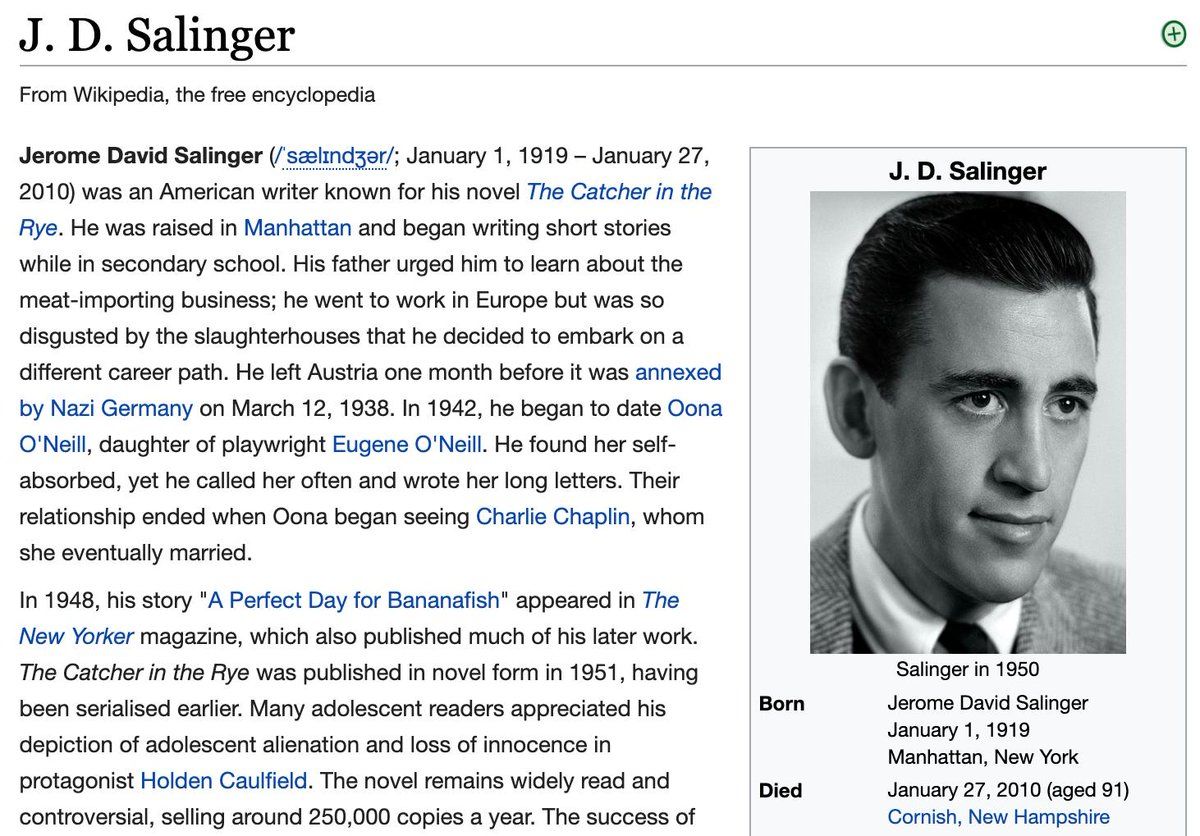 J. D. Salinger
From Wikipedia, the free encyclopedia
Jerome David Salinger (/ˈsælɪndʒər/; January 1, 1919 – January 27,
2010) was an American writer known for his novel The Catcher in the
Rye. He was raised in Manhattan and began writing short stories
while in secondary school. His father urged him to learn about the
meat-importing business; he went to work in Europe but was so
disgusted by the slaughterhouses that he decided to embark on a
different career path. He left Austria one month before it was annexed
by Nazi Germany on March 12, 1938. In 1942, he began to date Oona
O'Neill, daughter of playwright Eugene O'Neill. He found her self-
absorbed, yet he called her often and wrote her long letters. Their
relationship ended when Oona began seeing Charlie Chaplin, whom
she eventually married.
In 1948, his story "A Perfect Day for Bananafish" appeared in The
New Yorker magazine, which also published much of his later work.
The Catcher in the Rye was published in novel form in 1951, having
been serialised earlier. Many adolescent readers appreciated his
depiction of adolescent alienation and loss of innocence in
protagonist Holden Caulfield. The novel remains widely read and
controversial, selling around 250,000 copies a year. The success of
J. D. Salinger
Salinger in 1950
Born Jerome David Salinger
January 1, 1919
Manhattan, New York
Died January 27, 2010 (aged 91)
Cornish, New Hampshire